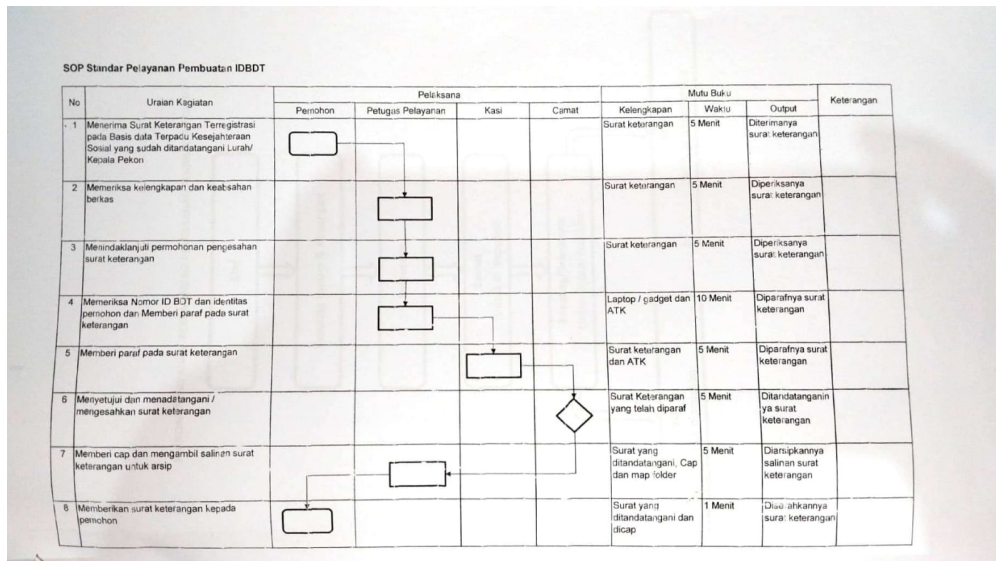 SOP Standar Pelayanan Pembuatan IDBDT
No
Uraian Kagiatan
Pelaksana
Mutu Buku
Keterangan
Pemohon
Petugas Pelayanan
Kasi
Camat
Kelengkapan
Waktu
Output
1
Menerima Surat Keterangan Terregistrasi
pada Basis data Terpadu Kesejahteraan
Sosial yang sudah ditandatangani Lurah/
Kepala Pekon
Surat keterangan
5 Menit
Diterimanya
surat keterangan
2
Memeriksa kelengkapan dan keabsahan
berkas
Surat keterangan
5 Menit
Diperiksanya
surat keterangan
3
Menindaklanjuti permohonan pengesahan
surat keterangan
Surat keterangan
5 Menit
Diperiksanya
surat keterangan
4
Memeriksa Nomor ID BDT dan identitas
pemohon dan Memberi paraf pada surat
keterangan
Laptop / gadget dan
ATK
10 Menit
Diparafnya surat
keterangan
5
Memberi paraf pada surat keterangan
Surat keterangan
dan ATK
5 Menit
Diparafnya surat
keterangan
6
Menyetujui dan menadatangani /
mengesahkan surat keterangan
Surat Keterangan
yang telah diparaf
5 Menit
Ditandatanganin
ya surat
keterangan
7
Memberi cap dan mengambil salinan surat
keterangan untuk arsip
Surat yang
ditandatangani, Cap
dan map folder
5 Menit
Diarsipkannya
salinan surat
keterangan
8
Memberikan surat keterangan kepada
pemohon
Surat yang
ditandatangani dan
dicap
1 Menit
Diserahkannya
surat keterangan